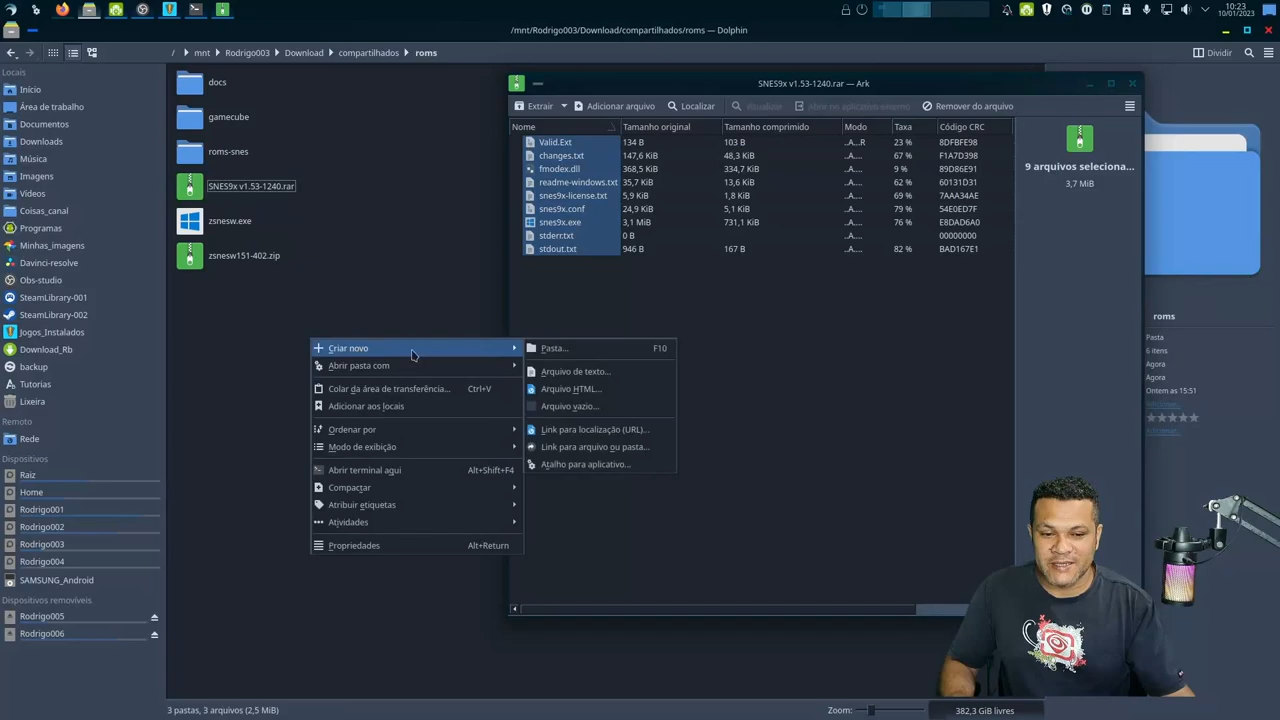 10:23
10/01/2023
/mnt/Rodrigo003/Download/compartilhados/roms — Dolphin
/ › mnt › Rodrigo003 › Download › compartilhados › roms
Dividir
Locais
Início
Área de trabalho
Documentos
Downloads
Música
Imagens
Vídeos
Coisas_canal
Programas
Minhas_imagens
Davinci-resolve
Obs-studio
SteamLibrary-001
SteamLibrary-002
Jogos_Instalados
Download_Rb
backup
Tutorias
Lixeira
Remoto
Rede
Dispositivos
Raiz
Home
Rodrigo001
Rodrigo002
Rodrigo003
Rodrigo004
SAMSUNG_Android
Dispositivos removíveis
Rodrigo005
Rodrigo006
docs
gamecube
roms-snes
SNES9x v1.53-1240.rar
zsnesw.exe
zsnesw151-402.zip
SNES9x v1.53-1240.rar — Ark
Extrair Adicionar arquivo Localizar Visualizar Abrir no aplicativo externo Remover do arquivo
Nome Tamanho original Tamanho comprimido Modo Taxa Código CRC
Valid.Ext 134 B 103 B ..A...R 23 % 8DFBFE98
changes.txt 147,6 KiB 48,3 KiB ..A.... 67 % F1A7D398
fmodex.dll 368,5 KiB 334,7 KiB ..A.... 9 % 89D86E91
readme-windows.txt 35,7 KiB 13,6 KiB ..A.... 62 % 60131D31
snes9x-license.txt 5,9 KiB 1,8 KiB ..A.... 69 % 7AAA34AE
snes9x.conf 24,9 KiB 5,1 KiB ..A.... 79 % 54E0ED7F
snes9x.exe 3,1 MiB 731,1 KiB ..A.... 76 % E8DAD6A0
stderr.txt 0 B ..A.... 00000000
stdout.txt 946 B 167 B ..A.... 82 % BAD167E1
9 arquivos seleciona...
3,7 MiB
Criar novo
Abrir pasta com
Colar da área de transferência... Ctrl+V
Adicionar aos locais
Ordenar por
Modo de exibição
Abrir terminal aqui Alt+Shift+F4
Compactar
Atribuir etiquetas
Atividades
Propriedades Alt+Return
Pasta... F10
Arquivo de texto...
Arquivo HTML...
Arquivo vazio...
Link para localização (URL)...
Link para arquivo ou pasta...
Atalho para aplicativo...
roms
Pasta
6 itens
Agora
Agora
Ontem as 15:51
3 pastas, 3 arquivos (2,5 MiB)
Zoom:
382,3 GiB livres